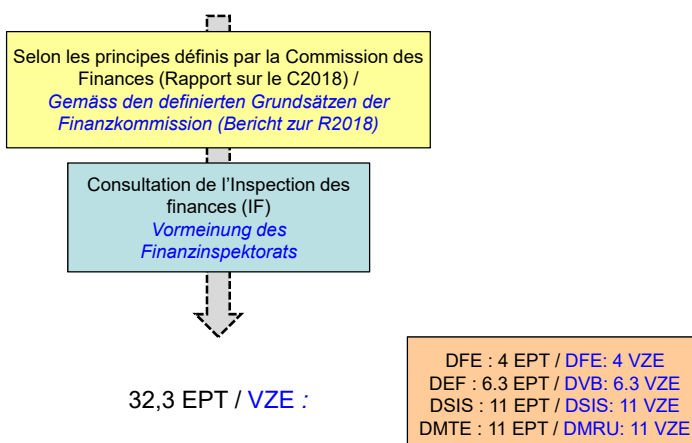 Selon les principes définis par la Commission des
Finances (Rapport sur le C2018) /
Gemäss den definierten Grundsätzen der
Finanzkommission (Bericht zur R2018)
Consultation de l'Inspection des
finances (IF)
Vormeinung des
Finanzinspektorats
32,3 EPT / VZE :
DFE : 4 EPT / DFE: 4 VZE
DEF : 6.3 EPT / DVB: 6.3 VZE
DSIS : 11 EPT / DSIS: 11 VZE
DMTE : 11 EPT / DMRU: 11 VZE